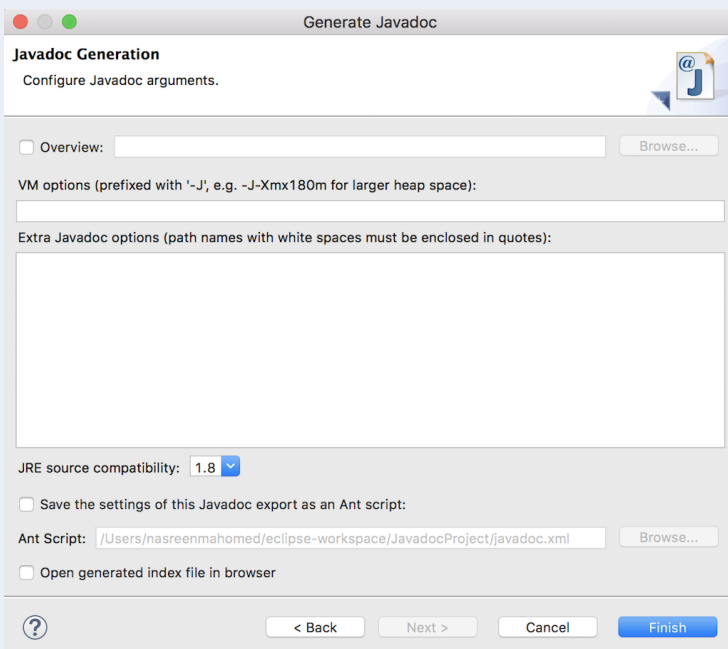 Generate Javadoc
Javadoc Generation
Configure Javadoc arguments.
@
J
Overview:
Browse...
VM options (prefixed with '-J', e.g. -J-Xmx180m for larger heap space):
Extra Javadoc options (path names with white spaces must be enclosed in quotes):
JRE source compatibility: 1.8
Save the settings of this Javadoc export as an Ant script:
Ant Script: /Users/nasreenmahomed/eclipse-workspace/JavadocProject/javadoc.xml Browse...
Open generated index file in browser
? < Back Next > Cancel Finish